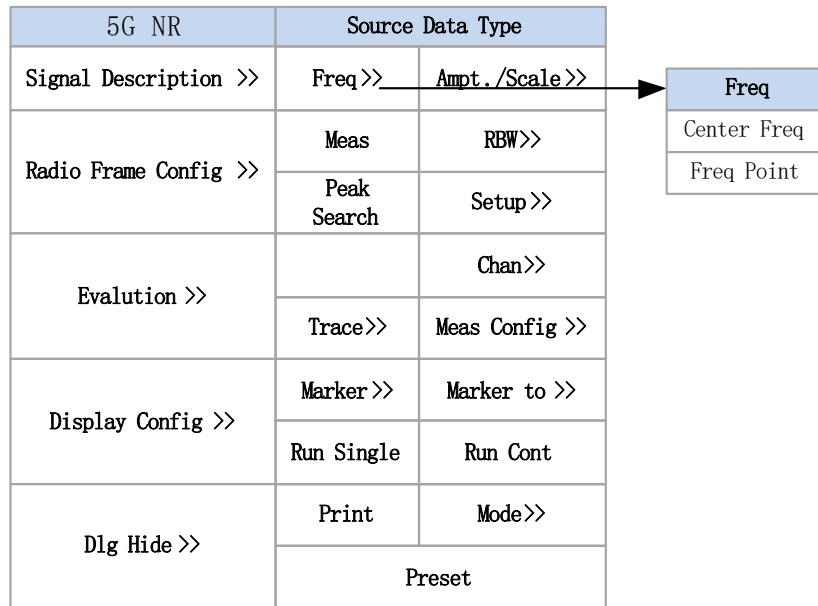 5G NR
Source Data Type
Signal Description >>
Freq>>
Ampt./Scale>>
Freq
Center Freq
Freq Point
Radio Frame Config >>
Meas
RBW>>
Peak
Search
Setup>>
Evalution >>
Chan>>
Trace>>
Meas Config >>
Display Config >>
Marker>>
Marker to >>
Run Single
Run Cont
Dlg Hide >>
Print
Mode>>
Preset